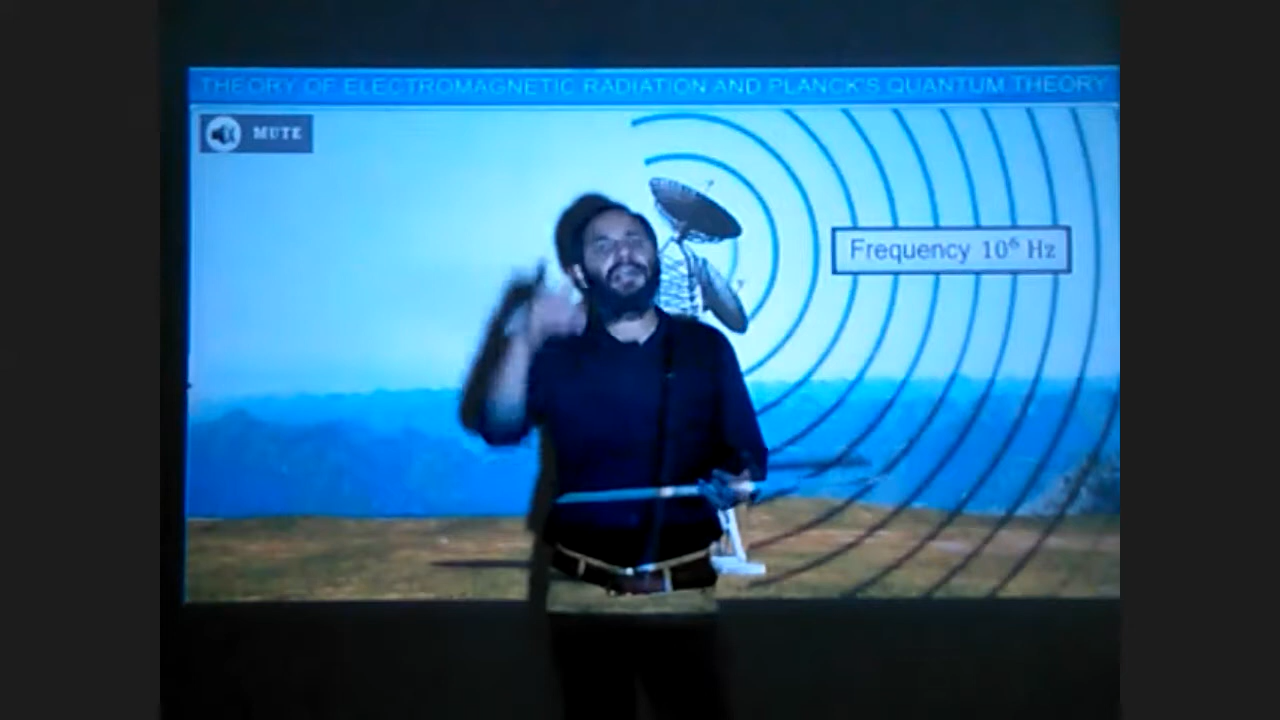 THEORY OF ELECTROMAGNETIC RADIATION AND PLANCK'S QUANTUM THEORY
MUTE
Frequency 10⁶ Hz